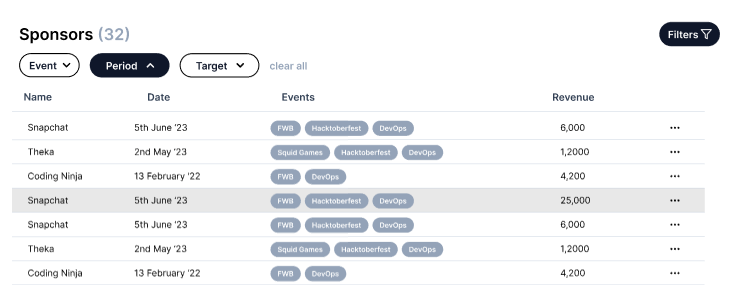 Sponsors (32)
Filters
Event Period Target clear all
Name Date Events Revenue
Snapchat 5th June '23 FWB Hacktoberfest DevOps 6,000 ...
Theka 2nd May '23 Squid Games Hacktoberfest DevOps 1,2000 ...
Coding Ninja 13 February '22 FWB DevOps 4,200 ...
Snapchat 5th June '23 FWB Hacktoberfest DevOps 25,000 ...
Snapchat 5th June '23 FWB Hacktoberfest DevOps 6,000 ...
Theka 2nd May '23 Squid Games Hacktoberfest DevOps 1,2000 ...
Coding Ninja 13 February '22 FWB DevOps 4,200 ...